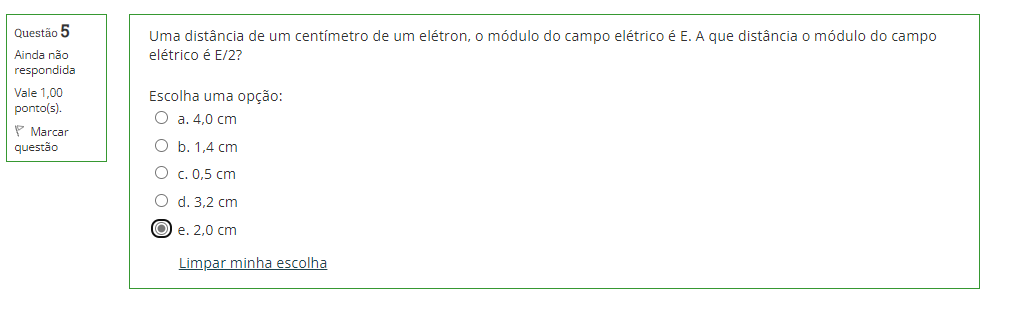 Questão 5
Ainda não
respondida
Vale 1,00
ponto(s).
Marcar
questão
Uma distância de um centímetro de um elétron, o módulo do campo elétrico é E. A que distância o módulo do campo
elétrico é E/2?
Escolha uma opção:
a. 4,0 cm
b. 1,4 cm
c. 0,5 cm
d. 3,2 cm
e. 2,0 cm
Limpar minha escolha